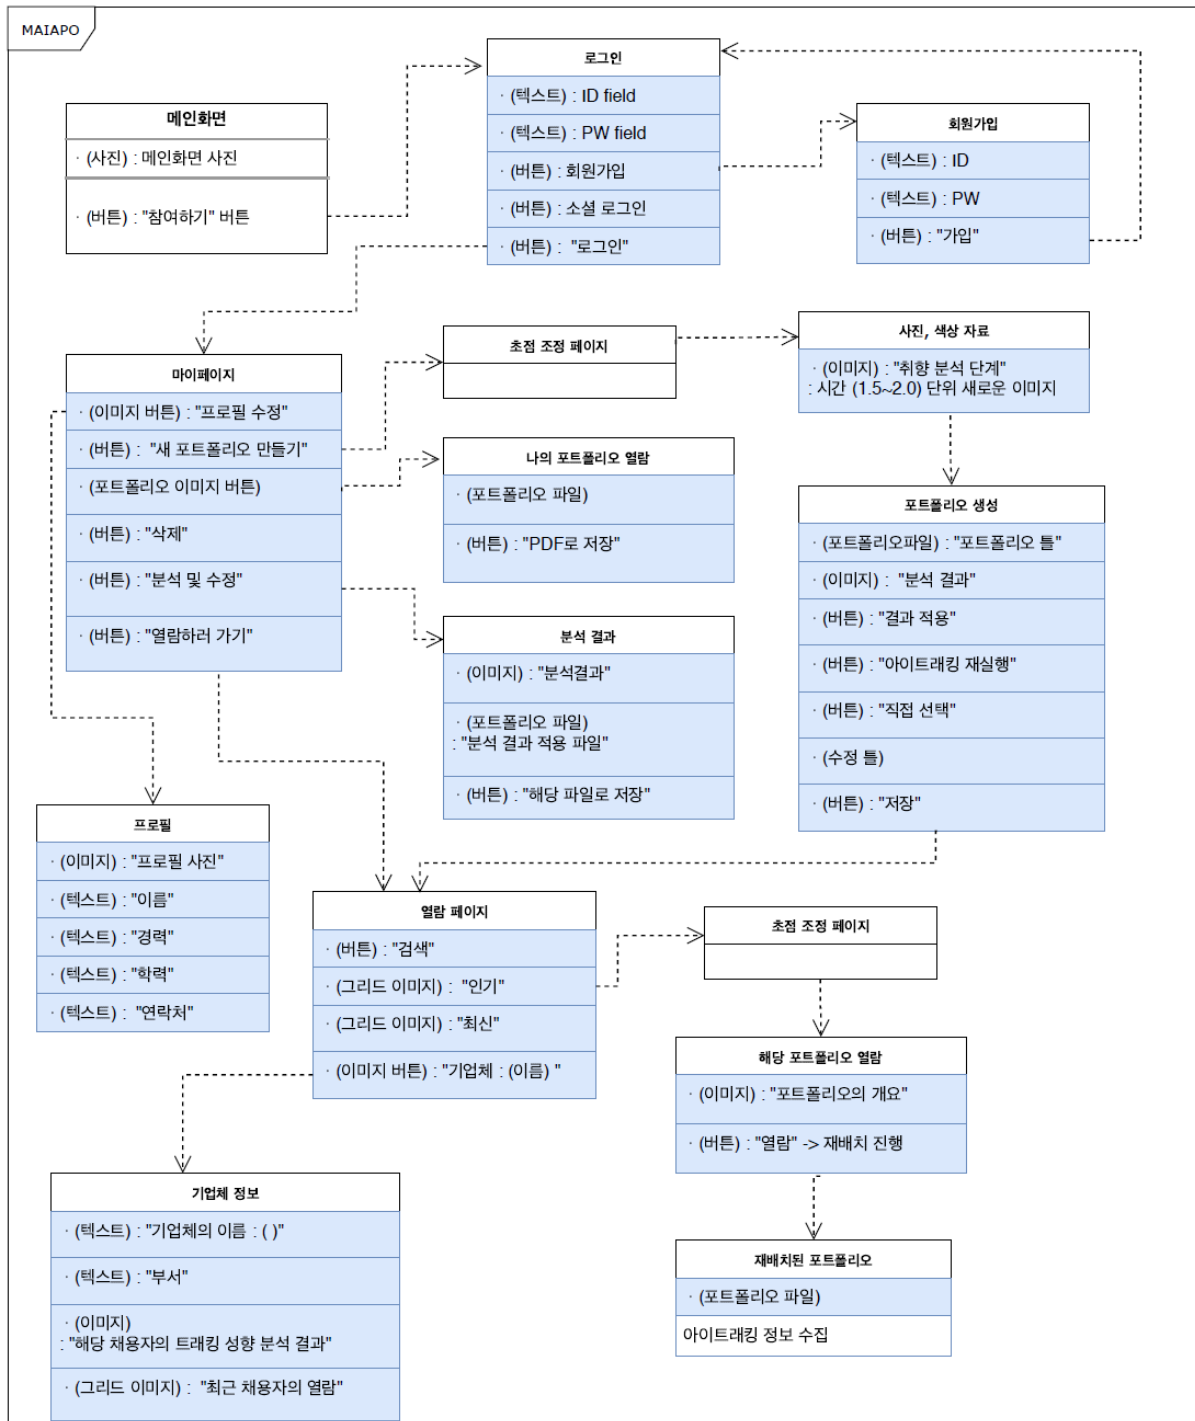 MAIAPO
로그인
· (텍스트) : ID field
· (텍스트) : PW field
· (버튼) : 회원가입
· (버튼) : 소셜 로그인
· (버튼) : "로그인"
메인화면
· (사진) : 메인화면 사진
· (버튼) : "참여하기" 버튼
회원가입
· (텍스트) : ID
· (텍스트) : PW
· (버튼) : "가입"
마이페이지
· (이미지 버튼) : "프로필 수정"
· (버튼) : "새 포트폴리오 만들기"
· (포트폴리오 이미지 버튼)
· (버튼) : "삭제"
· (버튼) : "분석 및 수정"
· (버튼) : "열람하러 가기"
초점 조정 페이지
사진, 색상 자료
· (이미지) : "취향 분석 단계"
: 시간 (1.5~2.0) 단위 새로운 이미지
나의 포트폴리오 열람
· (포트폴리오 파일)
· (버튼) : "PDF로 저장"
포트폴리오 생성
· (포트폴리오파일) : "포트폴리오 틀"
· (이미지) : "분석 결과"
· (버튼) : "결과 적용"
· (버튼) : "아이트래킹 재실행"
· (버튼) : "직접 선택"
· (수정 틀)
· (버튼) : "저장"
분석 결과
· (이미지) : "분석결과"
· (포트폴리오 파일)
: "분석 결과 적용 파일"
· (버튼) : "해당 파일로 저장"
프로필
· (이미지) : "프로필 사진"
· (텍스트) : "이름"
· (텍스트) : "경력"
· (텍스트) : "학력"
· (텍스트) : "연락처"
열람 페이지
· (버튼) : "검색"
· (그리드 이미지) : "인기"
· (그리드 이미지) : "최신"
· (이미지 버튼) : "기업체 : (이름) "
초점 조정 페이지
해당 포트폴리오 열람
· (이미지) : "포트폴리오의 개요"
· (버튼) : "열람" -> 재배치 진행
기업체 정보
· (텍스트) : "기업체의 이름 : ( )"
· (텍스트) : "부서"
· (이미지)
: "해당 채용자의 트래킹 성향 분석 결과"
· (그리드 이미지) : "최근 채용자의 열람"
재배치된 포트폴리오
· (포트폴리오 파일)
아이트래킹 정보 수집